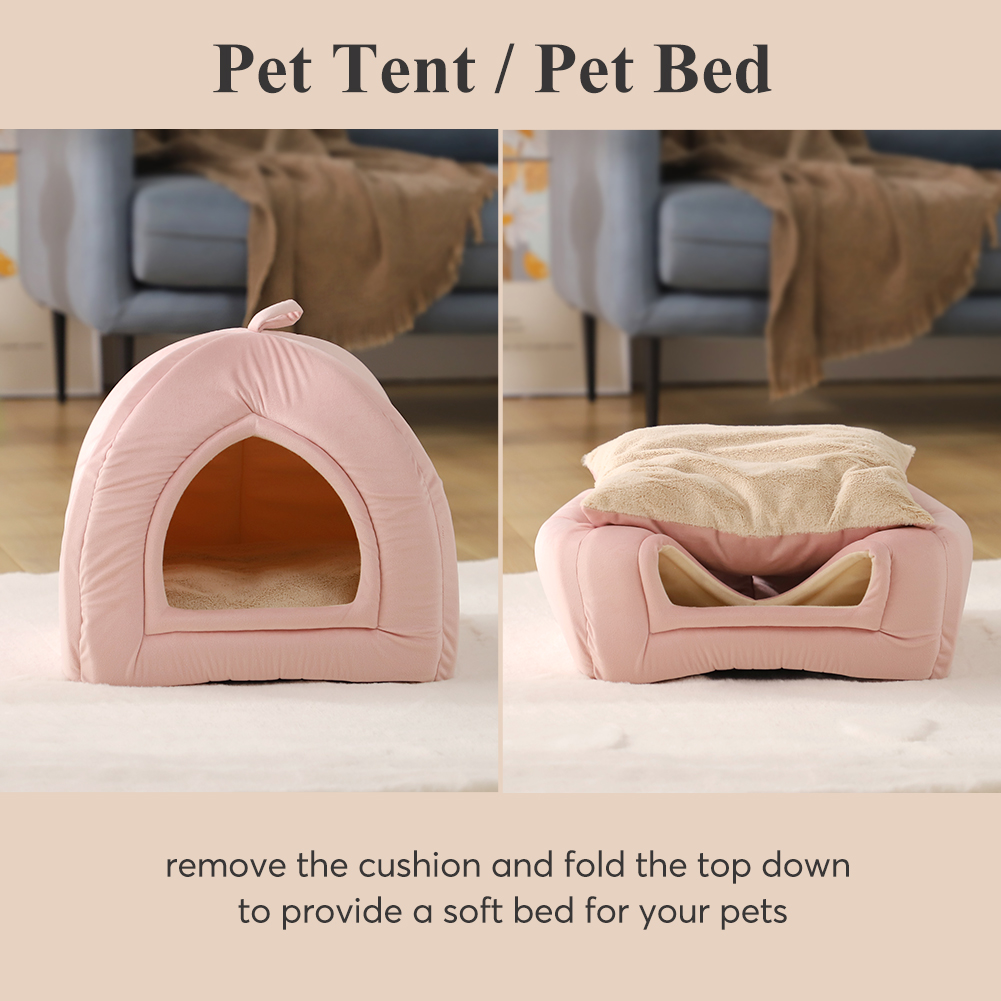 Pet Tent / Pet Bed
remove the cushion and fold the top down
to provide a soft bed for your pets